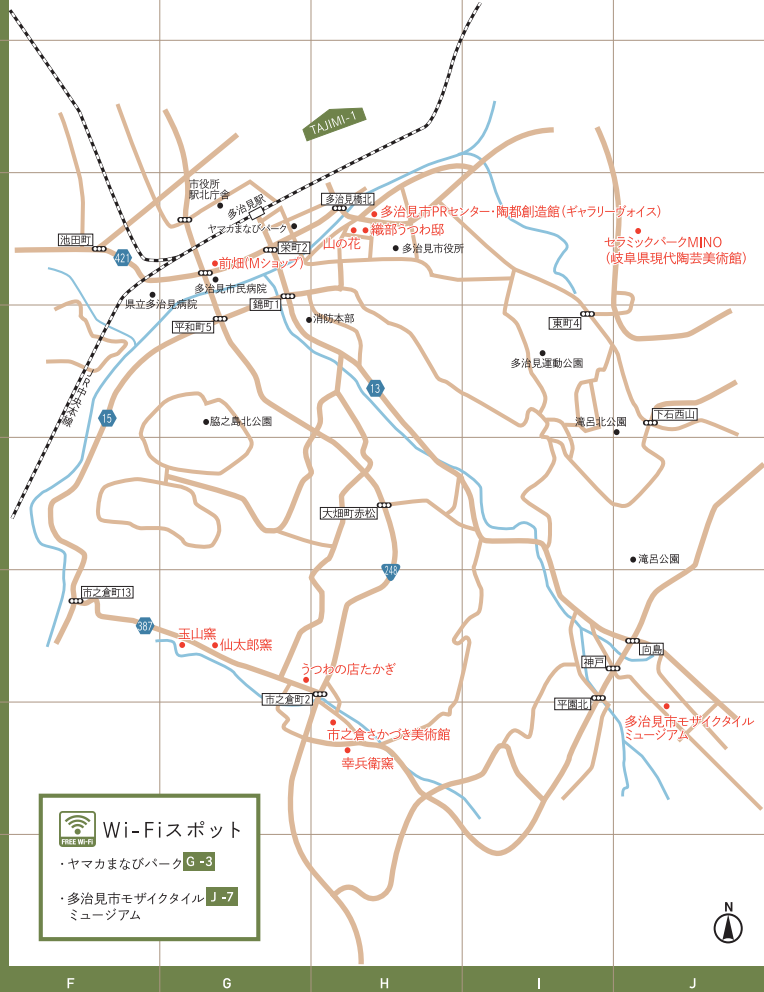 TAJIMI-1
市役所
駅北庁舎
多治見駅
多治見橋北
多治見市PRセンター・陶都創造館(ギャラリーヴォイス)
ヤマカまなびパーク
山の花
織部うつわ邸
池田町
421
栄町2
多治見市役所
セラミックパークMINO
(岐阜県現代陶芸美術館)
前畑(Mショップ)
多治見市民病院
県立多治見病院
錦町1
平和町5
消防本部
東町4
多治見運動公園
JR中央本線
15
13
脇之島北公園
滝呂北公園
下石西山
大畑町赤松
滝呂公園
248
市之倉町13
387
玉山窯
仙太郎窯
うつわの店たかぎ
市之倉町2
神戸
向島
平園北
多治見市モザイクタイル
ミュージアム
市之倉さかづき美術館
幸兵衛窯
FREE Wi-Fi
Wi-Fiスポット
・ヤマカまなびパーク G-3
・多治見市モザイクタイル J-7
ミュージアム
N
F G H I J